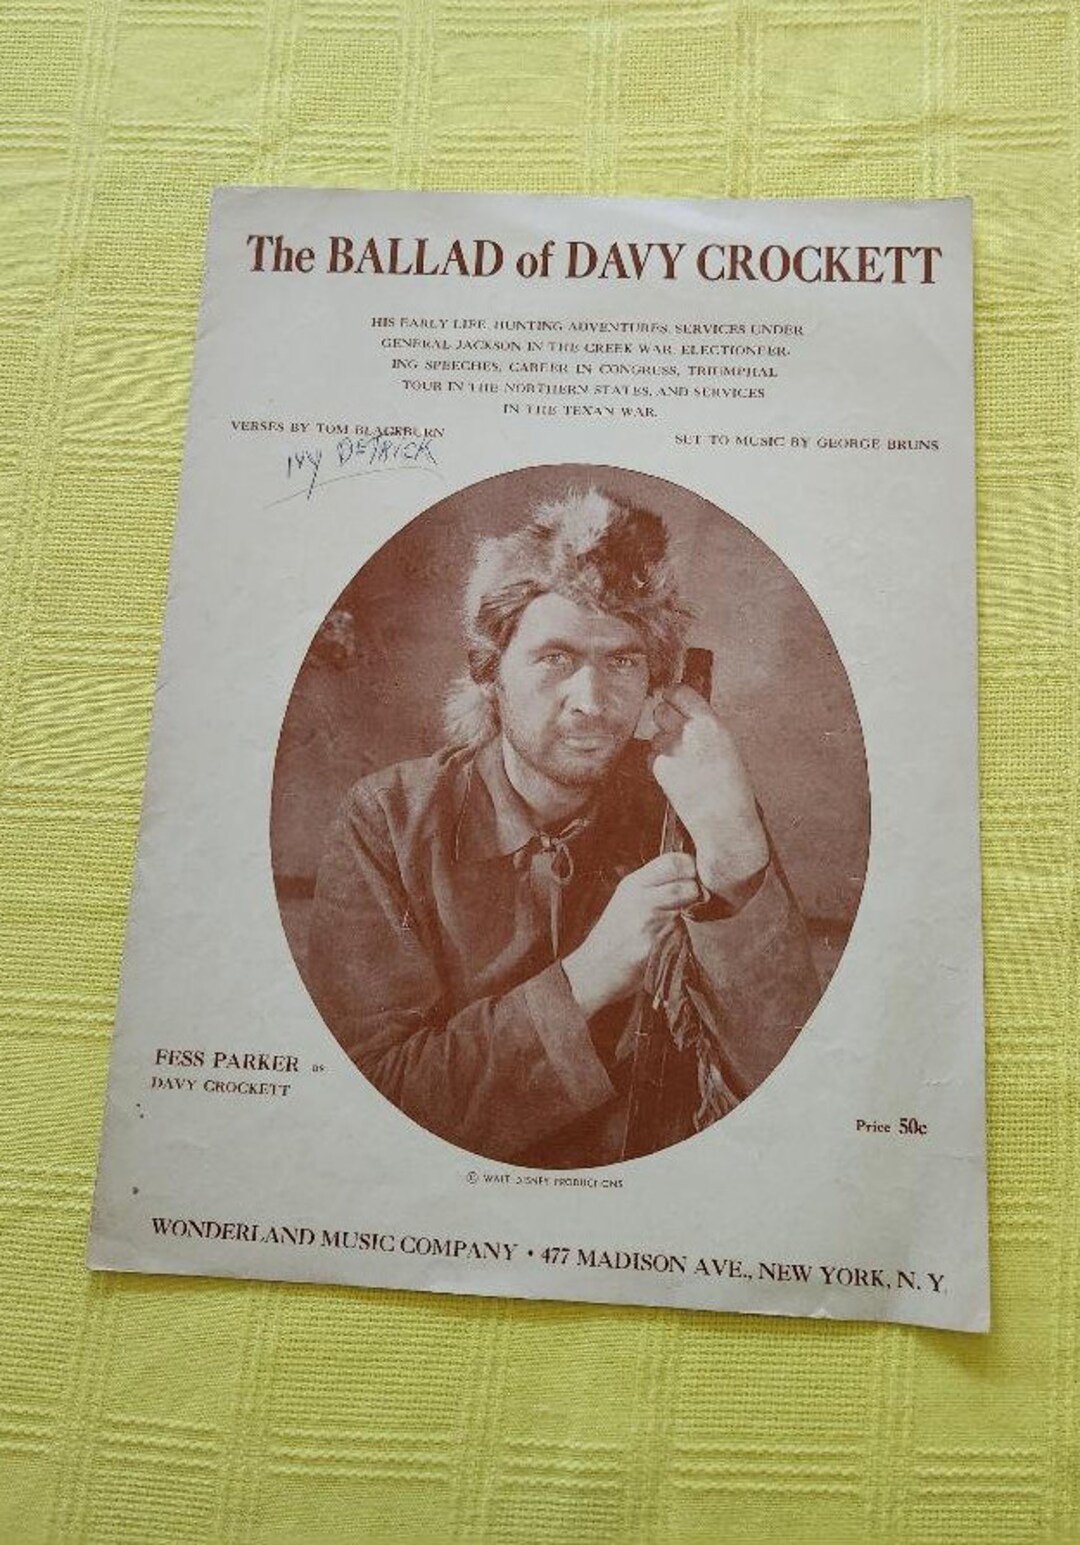 The BALLAD of DAVY CROCKETT
HIS EARLY LIFE, HUNTING ADVENTURES, SERVICES UNDER
GENERAL JACKSON IN THE CREEK WAR, ELECTIONEER-
ING SPEECHES, CAREER IN CONGRESS, TRIUMPHAL
TOUR IN THE NORTHERN STATES, AND SERVICES
IN THE TEXAN WAR.
VERSES BY TOM BLACKBURN
SET TO MUSIC BY GEORGE BRUNS
IVY DETRICK
FESS PARKER as
DAVY CROCKETT
Price 50c
© WALT DISNEY PRODUCTIONS
WONDERLAND MUSIC COMPANY • 477 MADISON AVE., NEW YORK, N. Y.